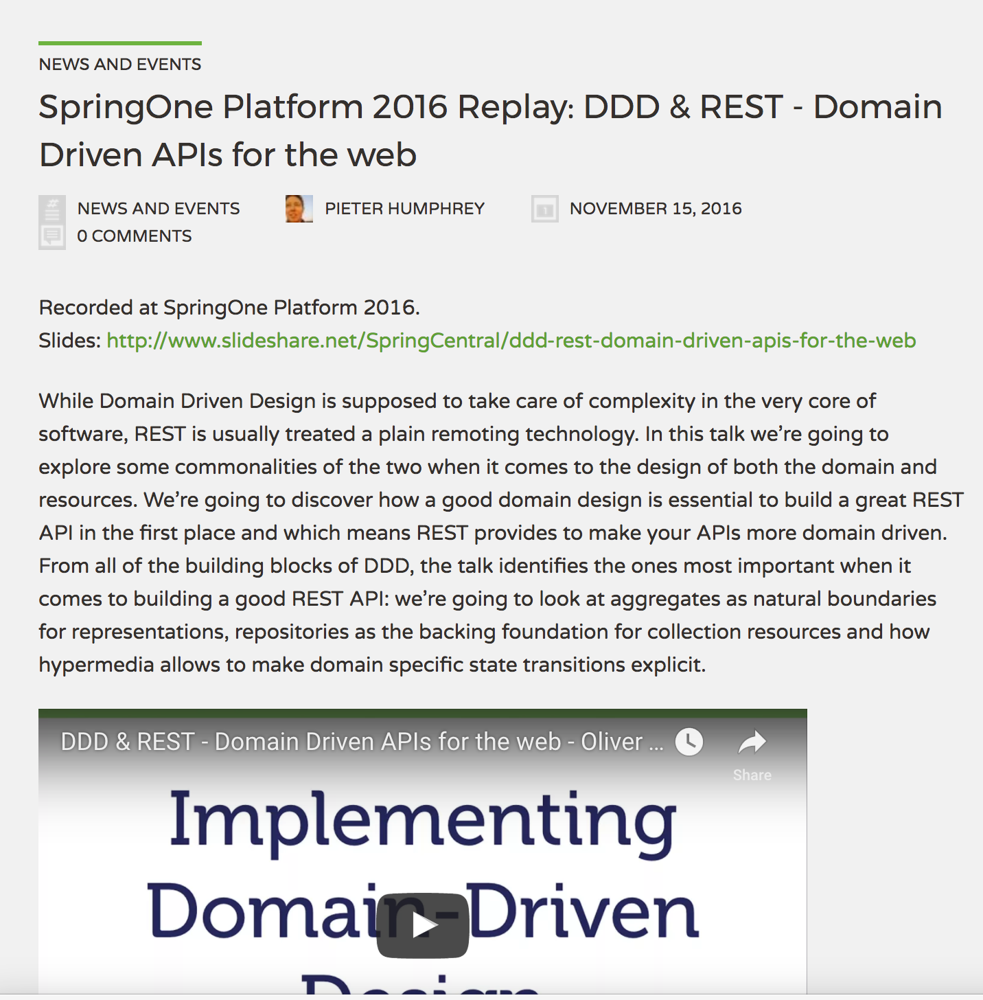 NEWS AND EVENTS
SpringOne Platform 2016 Replay: DDD & REST - Domain
Driven APIs for the web
NEWS AND EVENTS
PIETER HUMPHREY
NOVEMBER 15, 2016
0 COMMENTS
Recorded at SpringOne Platform 2016.
Slides: http://www.slideshare.net/SpringCentral/ddd-rest-domain-driven-apis-for-the-web
While Domain Driven Design is supposed to take care of complexity in the very core of
software, REST is usually treated a plain remoting technology. In this talk we’re going to
explore some commonalities of the two when it comes to the design of both the domain and
resources. We’re going to discover how a good domain design is essential to build a great REST
API in the first place and which means REST provides to make your APIs more domain driven.
From all of the building blocks of DDD, the talk identifies the ones most important when it
comes to building a good REST API: we’re going to look at aggregates as natural boundaries
for representations, repositories as the backing foundation for collection resources and how
hypermedia allows to make domain specific state transitions explicit.
DDD & REST - Domain Driven APIs for the web - Oliver ...
Share
Implementing
Domain-Driven
Design